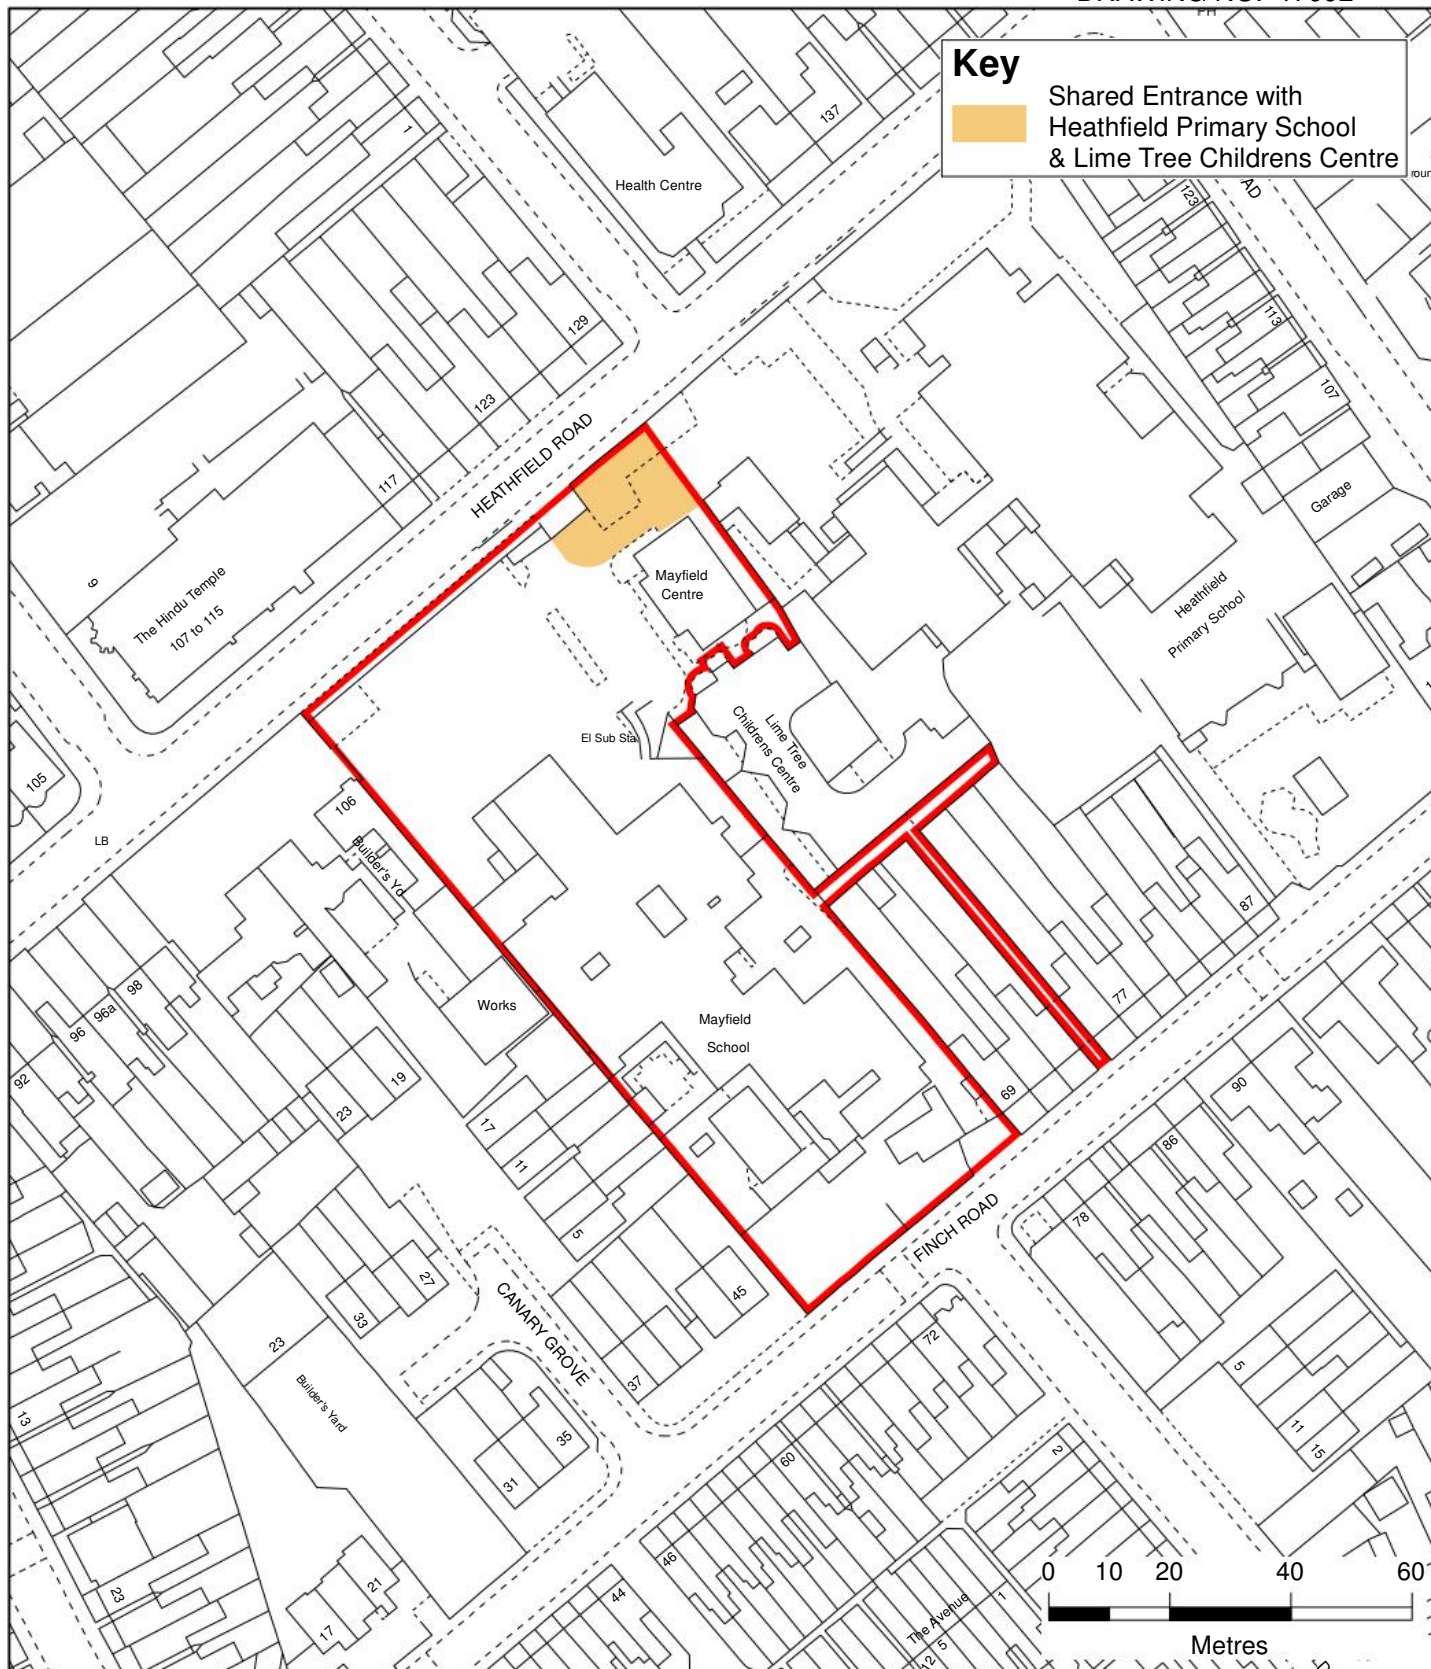 Key
Shared Entrance with
Heathfield Primary School
& Lime Tree Childrens Centre
137
1
Health Centre
123
113
107
129
123
117
HEATHFIELD ROAD
Garage
9
The Hindu Temple
107 to 115
Mayfield
Centre
Heathfield
Primary School
El Sub Sta
Lime Tree
Childrens Centre
105
106
LB
Builder's Yd
87
98
96a
96
92
Works
77
Mayfield
School
19
23
69
90
17
11
86
5
78
FINCH ROAD
27
33
CANARY GROVE
45
23
72
37
5
Builder's Yard
13
11
15
35
31
60
2
46
44
23
21
17
The Avenue
1
5
12
0 10 20 40 60
Metres